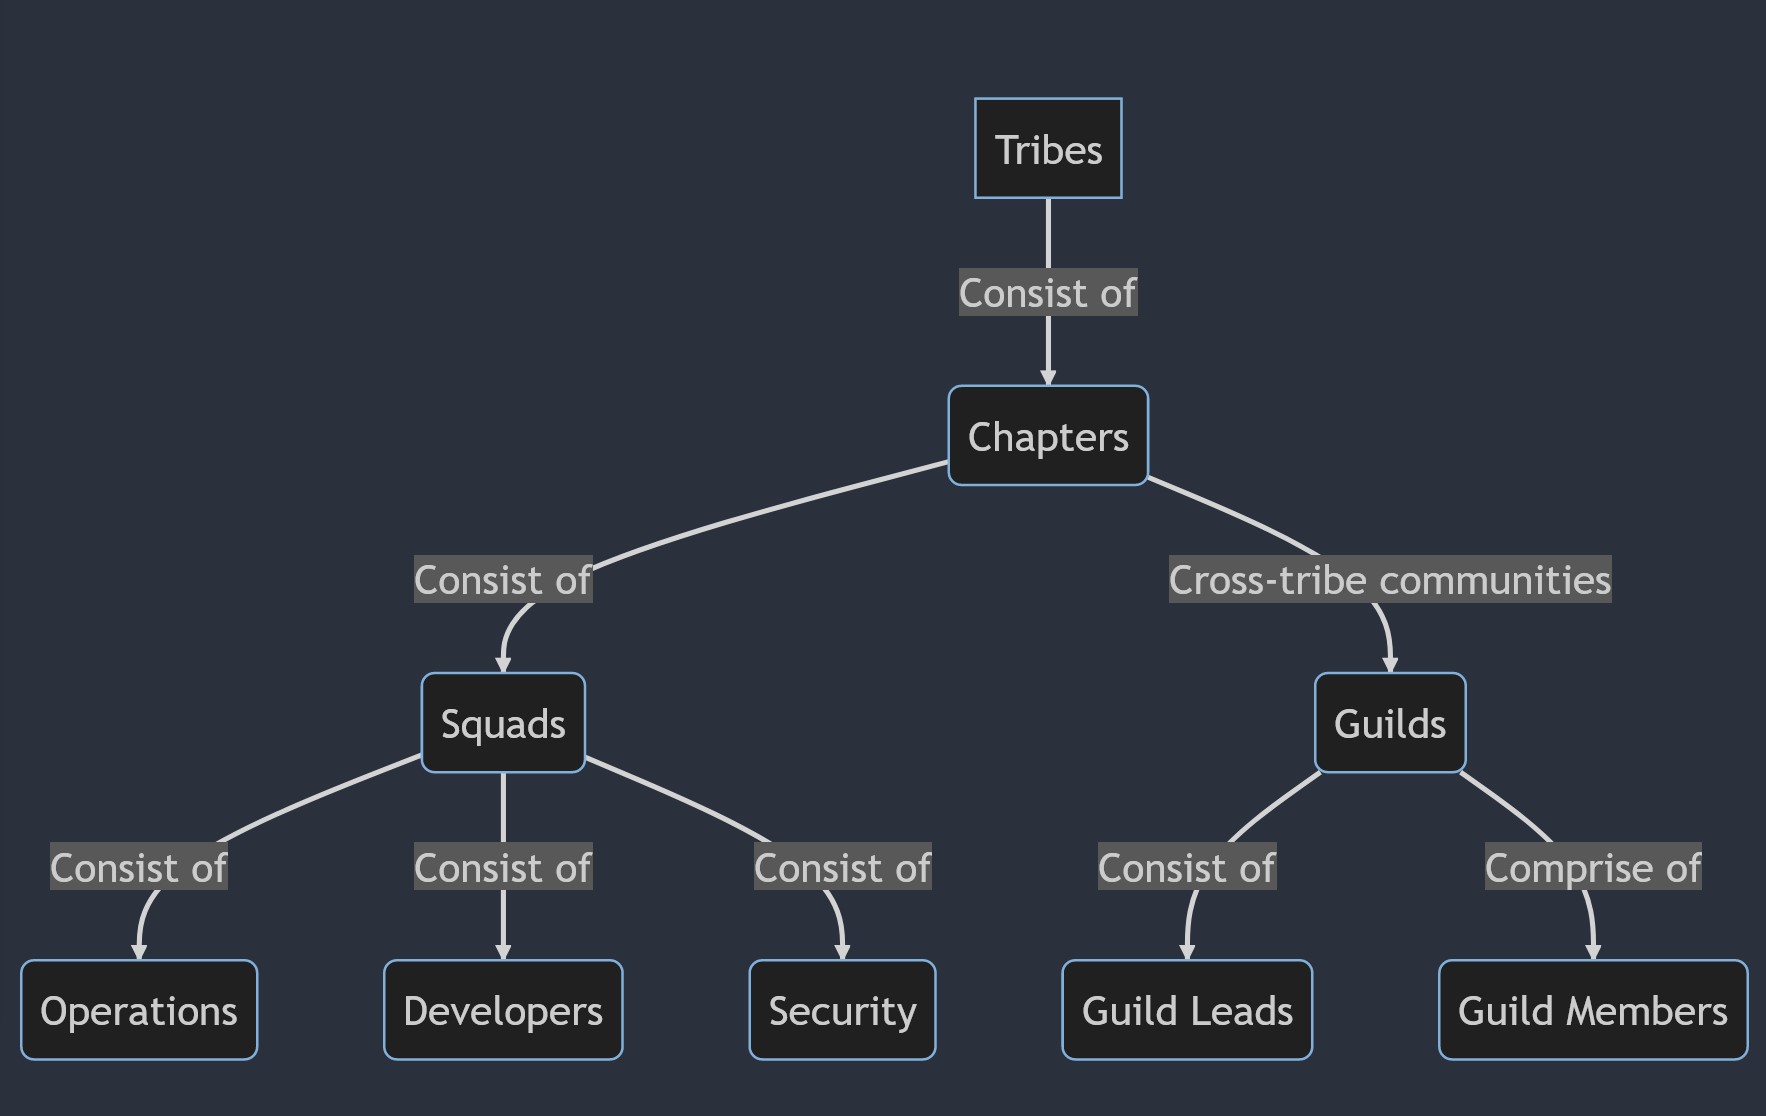 Tribes
Consist of
Chapters
Consist of
Cross-tribe communities
Squads
Guilds
Consist of
Consist of
Consist of
Consist of
Comprise of
Operations
Developers
Security
Guild Leads
Guild Members